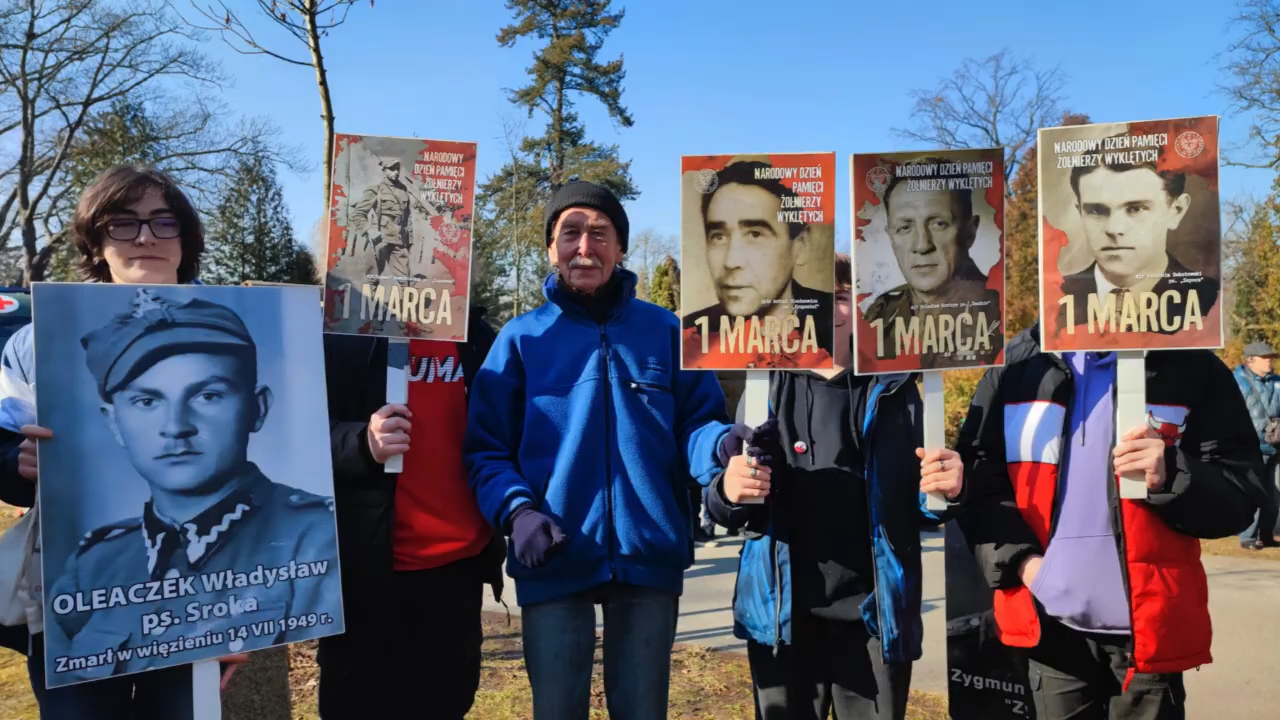 OLEACZEK Władysław
ps. Sroka
Zmarł w więzieniu 14 VII 1949 r.
NARODOWY
DZIEŃ PAMIĘCI
ŻOŁNIERZY
WYKLĘTYCH
1 MARCA
UMA
NARODOWY
DZIEŃ
PAMIĘCI
ŻOŁNIERZY
WYKLĘTYCH
1 MARCA
NARODOWY DZIEŃ PAMIĘCI
ŻOŁNIERZY WYKLĘTYCH
1 MARCA
NARODOWY DZIEŃ PAMIĘCI
ŻOŁNIERZY WYKLĘTYCH
ps. „Zapora"
1 MARCA
Zygmun